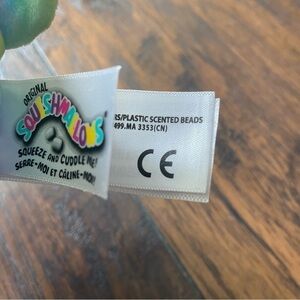 ORIGINAL
SQUISHMALLOWS
SQUEEZE AND CUDDLE ME!
SERRE-MOI ET CÂLINE-MOI!
RS/PLASTIC SCENTED BEADS
499.MA 3353(CN)
CE